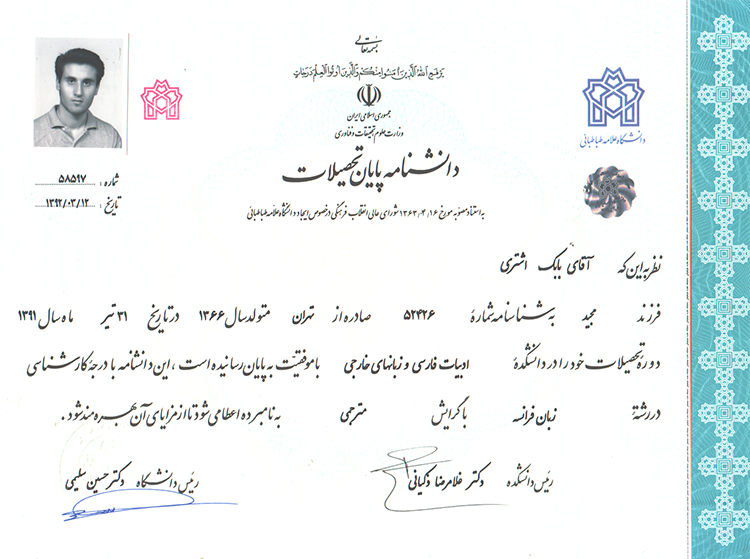 بسمه تعالی
یرفع الله الذین امنوا منکم والذین اوتوا العلم درجات
جمهوری اسلامی ایران
وزارت علوم تحقیقات و فناوری
دانشگاه علامه طباطبائی
دانشنامه پایان تحصیلات
شماره : ۵۸۵۹۷
تاریخ : ۱۳۹۲/۰۳/۱۲
به استناد مصوبه مورخ ۱۳۶۳/۴/۱۶ شورای عالی انقلاب فرهنگی در خصوص ایجاد دانشگاه علامه طباطبائی
نظر به این که آقای بابک اشتری
فرزند مجید به شناسنامه شمارهٔ ۵۲۴۲۶ صادره از تهران متولد سال ۱۳۶۶ در تاریخ ۳۱ تیر ماه سال ۱۳۹۱
دوره تحصیلات خود را در دانشکدهٔ ادبیات فارسی و زبانهای خارجی با موفقیت به پایان رسانیده است ، این دانشنامه با درجهٔ کارشناسی
در رشتهٔ زبان فرانسه با گرایش مترجمی به نامبرده اعطا می شود تا از مزایای آن بهره مند شود .
رئیس دانشکده دکتر غلامرضا ذکیانی
رئیس دانشگاه دکتر حسین سلیمی